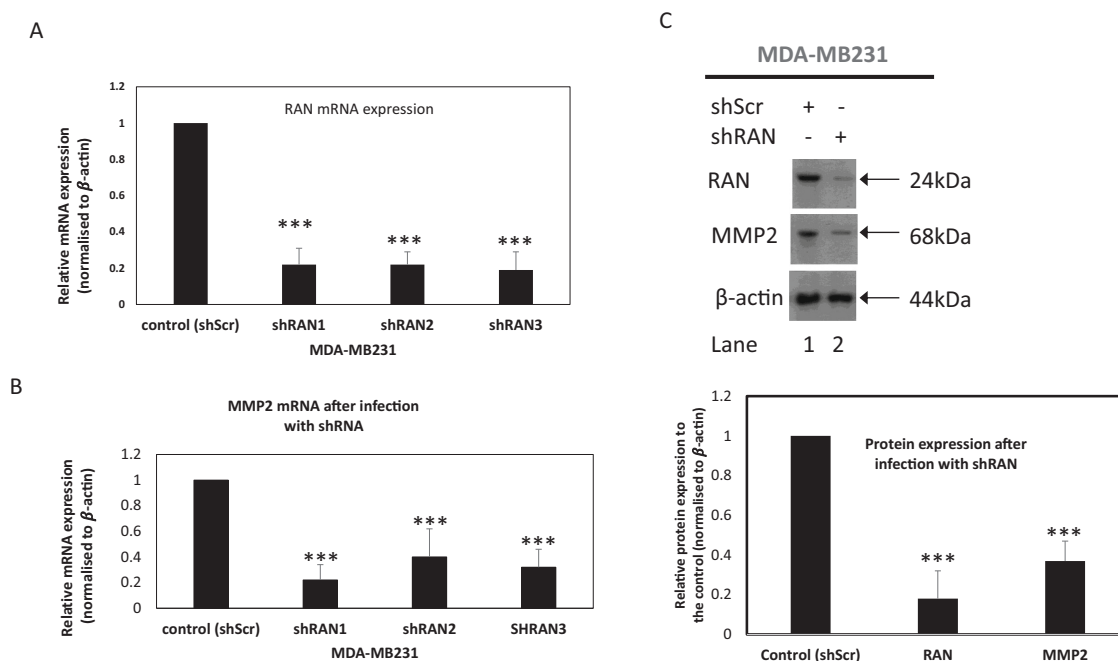 A
Relative mRNA expression
(normalised to β-actin)
1.2
1
0.8
0.6
0.4
0.2
0
RAN mRNA expression
***
***
***
control (shScr)
shRAN1
shRAN2
shRAN3
MDA-MB231
B
MMP2 mRNA after infection
with shRNA
Relative mRNA expression
(normalised to β-actin)
1.2
1
0.8
0.6
0.4
0.2
0
***
***
***
control (shScr)
shRAN1
shRAN2
SHRAN3
MDA-MB231
C
MDA-MB231
shScr + -
shRAN - +
RAN 24kDa
MMP2 68kDa
β-actin 44kDa
Lane 1 2
Relative protein expression to
the control (normalised to β-actin)
1.2
1
0.8
0.6
0.4
0.2
0
Protein expression after
infection with shRAN
***
***
Control (shScr)
RAN
MMP2